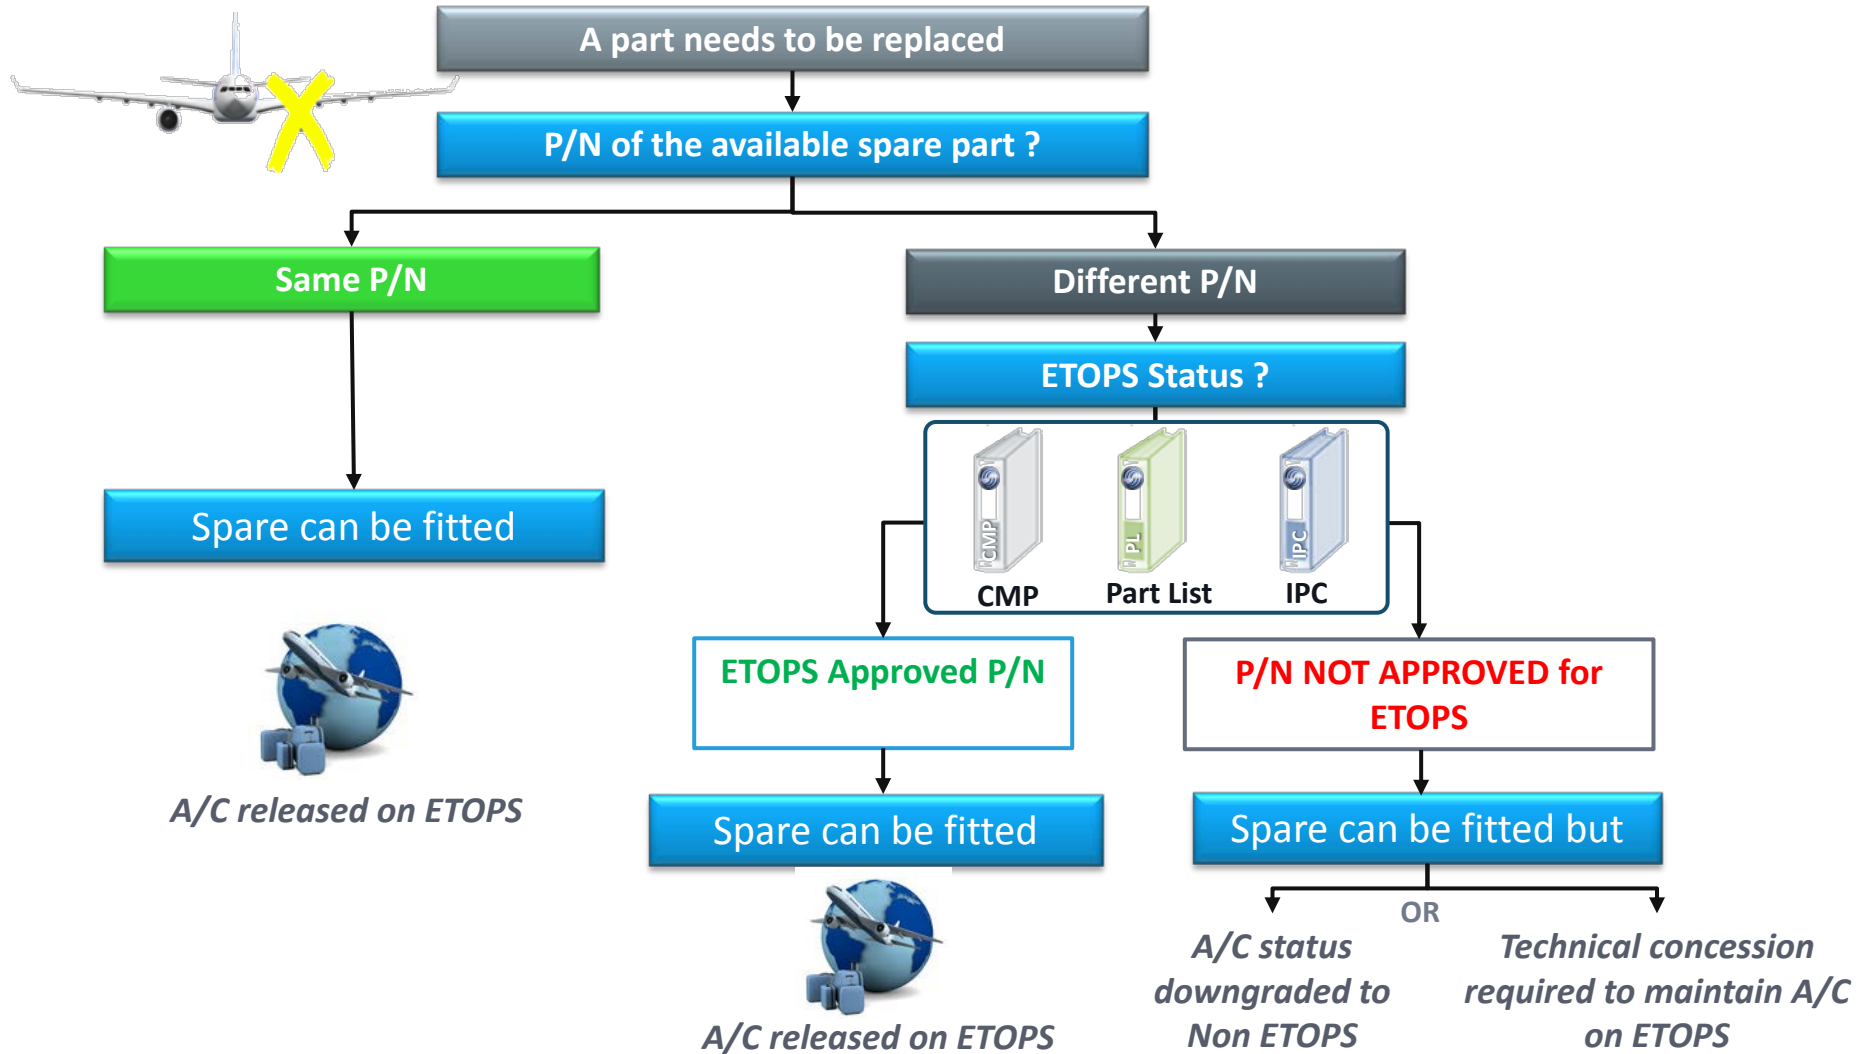 A part needs to be replaced
P/N of the available spare part ?
Same P/N
Different P/N
ETOPS Status ?
CMP
PL
IPC
CMP
Part List
IPC
Spare can be fitted
A/C released on ETOPS
ETOPS Approved P/N
P/N NOT APPROVED for
ETOPS
Spare can be fitted
Spare can be fitted but
OR
A/C status
downgraded to
Non ETOPS
Technical concession
required to maintain A/C
on ETOPS
A/C released on ETOPS